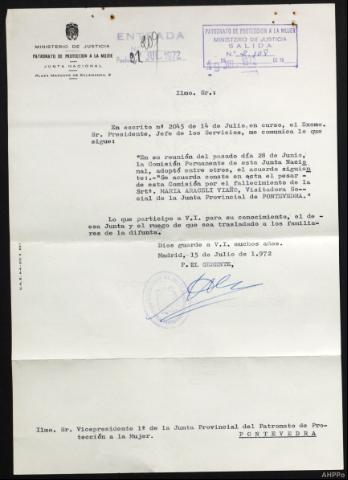 MINISTERIO DE JUSTICIA
PATRONATO DE PROTECCION A LA MUJER
JUNTA NACIONAL
PLAZA MARQUES DE SALAMANCA, 8
ENTRADA
JUL. 1972
PATRONATO DE PROTECCION A LA MUJER
MINISTERIO DE JUSTICIA
SALIDA
Ilmo. Sr.:
En escrito nº 2045 de 14 de Julio.en curso, el Excmo.
Sr. Presidente, Jefe de los Servicios, me comunica lo que
sigue:
"En su reunión del pasado día 28 de Junio,
la Comisión Permanente de esta Junta Nacio
nal, adoptó entre otros, el acuerdo siguien
to:.-"Se acuerda conste en acta el pesar -
de esta Comisión por el fallecimiento de la
Srtª. MARIA ARACELI VIAÑO, Visitadora So-
cial de la Junta Provincial de PONTEVEDRA."
Lo que participo a V.I. para su conocimiento, el de
esa Junta y el ruego de que sea trasladado a los familia-
res de la difunta.
Dios guarde a V.I. muchos años.
Madrid, 15 de Julio de 1.972
P.EL GERENTE,
Ilmo. Sr. Vicepresidente 1º de la Junta Provincial del Patronato de Pro-
tección a la Mujer.
PONTEVEDRA
AHPPo